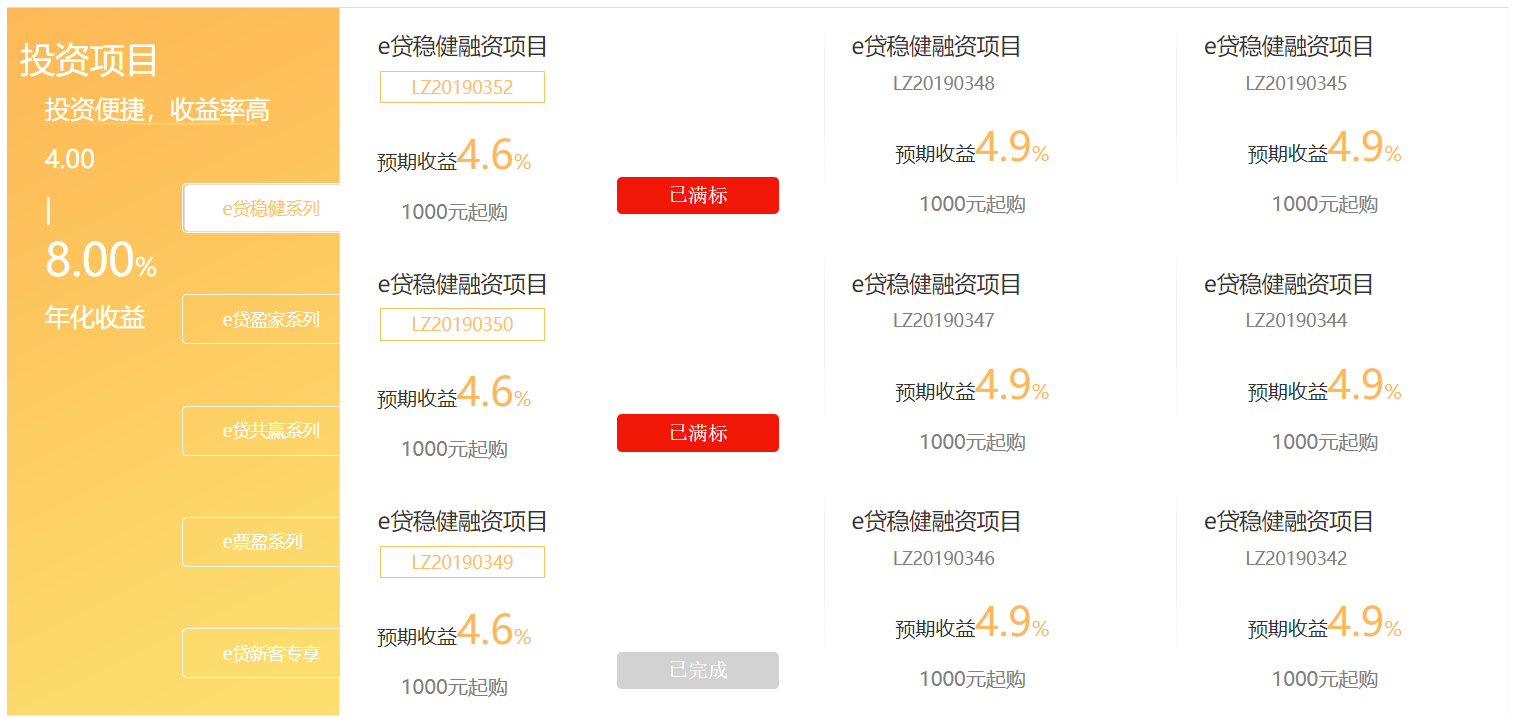 投资项目
投资便捷，收益率高
4.00
|
8.00%
年化收益
e贷稳健系列
e贷盈家系列
e贷共赢系列
e票盈系列
e贷新客专享
e贷稳健融资项目
LZ20190352
预期收益4.6%
1000元起购
已满标
e贷稳健融资项目
LZ20190348
预期收益4.9%
1000元起购
e贷稳健融资项目
LZ20190345
预期收益4.9%
1000元起购
e贷稳健融资项目
LZ20190350
预期收益4.6%
1000元起购
已满标
e贷稳健融资项目
LZ20190347
预期收益4.9%
1000元起购
e贷稳健融资项目
LZ20190344
预期收益4.9%
1000元起购
e贷稳健融资项目
LZ20190349
预期收益4.6%
1000元起购
已完成
e贷稳健融资项目
LZ20190346
预期收益4.9%
1000元起购
e贷稳健融资项目
LZ20190342
预期收益4.9%
1000元起购